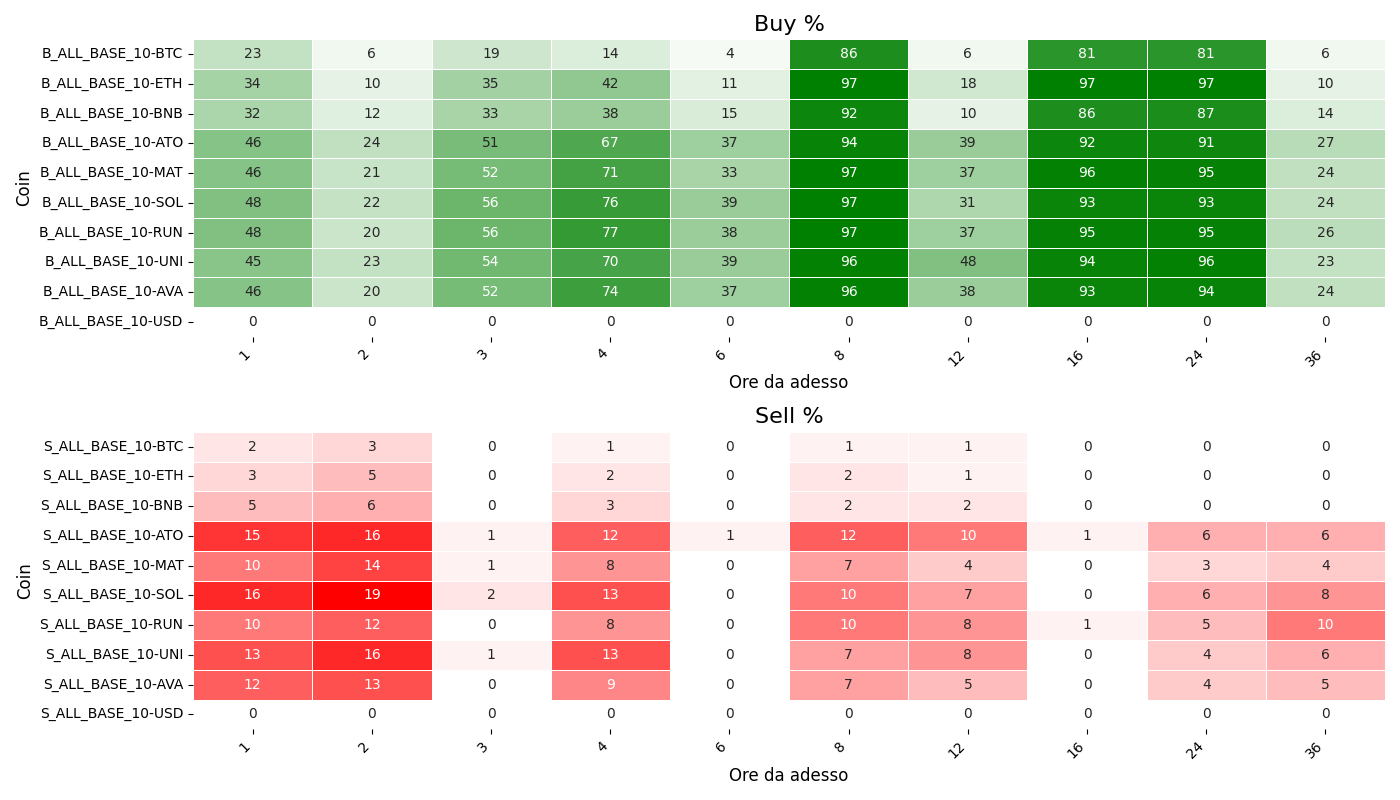 Buy %
Coin
B_ALL_BASE_10-BTC 23 6 19 14 4 86 6 81 81 6
B_ALL_BASE_10-ETH 34 10 35 42 11 97 18 97 97 10
B_ALL_BASE_10-BNB 32 12 33 38 15 92 10 86 87 14
B_ALL_BASE_10-ATO 46 24 51 67 37 94 39 92 91 27
B_ALL_BASE_10-MAT 46 21 52 71 33 97 37 96 95 24
B_ALL_BASE_10-SOL 48 22 56 76 39 97 31 93 93 24
B_ALL_BASE_10-RUN 48 20 56 77 38 97 37 95 95 26
B_ALL_BASE_10-UNI 45 23 54 70 39 96 48 94 96 23
B_ALL_BASE_10-AVA 46 20 52 74 37 96 38 93 94 24
B_ALL_BASE_10-USD 0 0 0 0 0 0 0 0 0 0
1 2 3 4 6 8 12 16 24 36
Ore da adesso
Sell %
Coin
S_ALL_BASE_10-BTC 2 3 0 1 0 1 1 0 0 0
S_ALL_BASE_10-ETH 3 5 0 2 0 2 1 0 0 0
S_ALL_BASE_10-BNB 5 6 0 3 0 2 2 0 0 0
S_ALL_BASE_10-ATO 15 16 1 12 1 12 10 1 6 6
S_ALL_BASE_10-MAT 10 14 1 8 0 7 4 0 3 4
S_ALL_BASE_10-SOL 16 19 2 13 0 10 7 0 6 8
S_ALL_BASE_10-RUN 10 12 0 8 0 10 8 1 5 10
S_ALL_BASE_10-UNI 13 16 1 13 0 7 8 0 4 6
S_ALL_BASE_10-AVA 12 13 0 9 0 7 5 0 4 5
S_ALL_BASE_10-USD 0 0 0 0 0 0 0 0 0 0
1 2 3 4 6 8 12 16 24 36
Ore da adesso